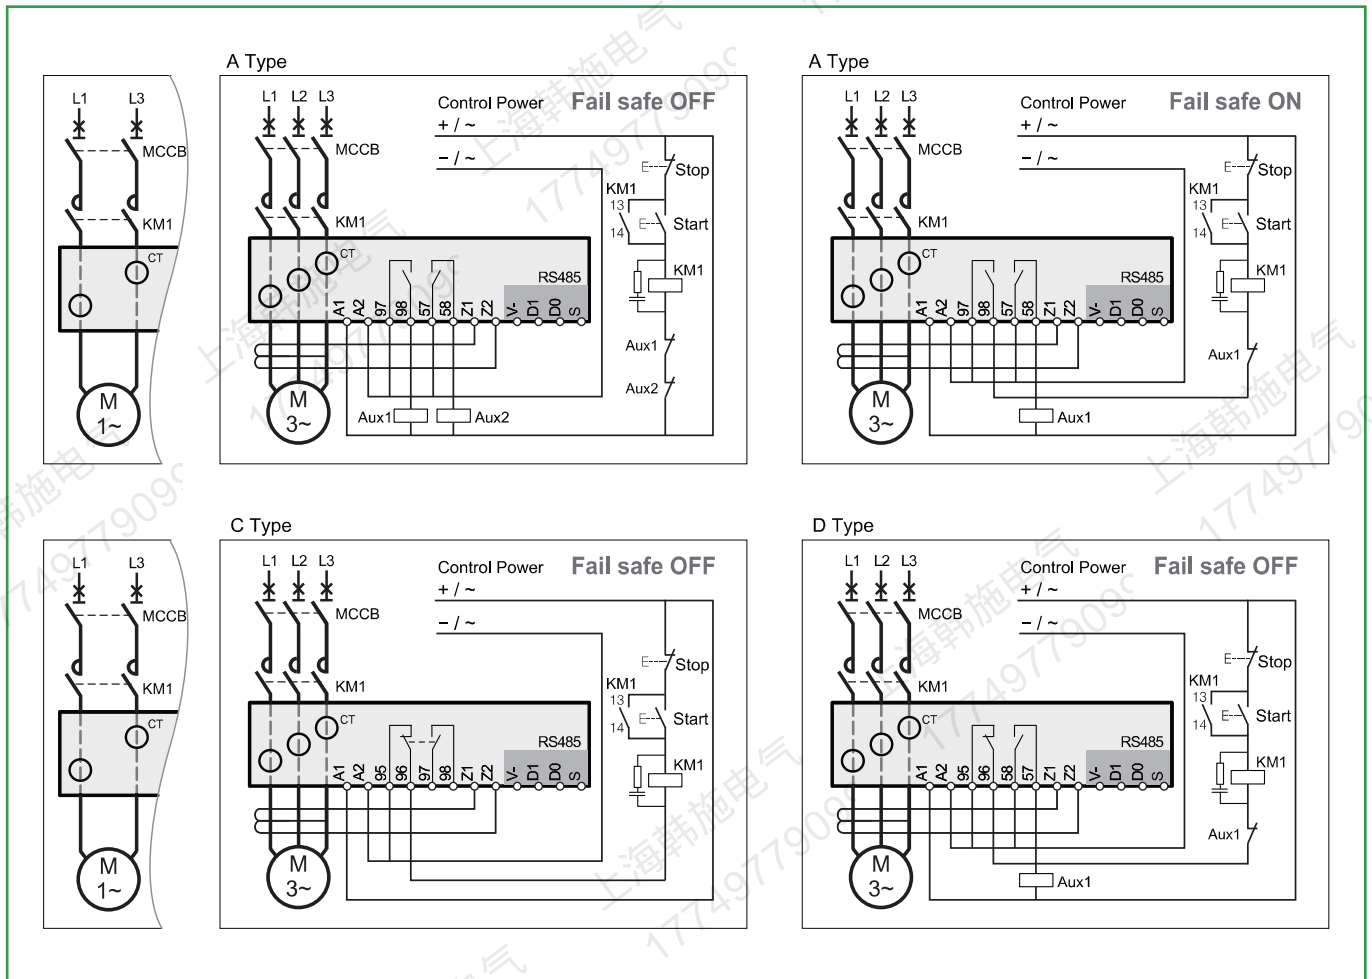 A Type
L1 L3
MCCB
KM1
CT
M
1~
L1 L2 L3
Control Power
Fail safe OFF
+ / ~
− / ~
MCCB
Stop
KM1
13
14
Start
KM1
CT
RS485
KM1
A1 A2 97 98 57 58 Z1 Z2 V- D1 D0 S
Aux1
Aux2
M
3~
Aux1
Aux2
A Type
L1 L2 L3
Control Power
Fail safe ON
+ / ~
− / ~
MCCB
Stop
KM1
13
14
Start
KM1
CT
RS485
KM1
A1 A2 97 98 57 58 Z1 Z2 V- D1 D0 S
Aux1
M
3~
Aux1
C Type
L1 L3
MCCB
KM1
CT
M
1~
L1 L2 L3
Control Power
Fail safe OFF
+ / ~
− / ~
MCCB
Stop
KM1
13
14
Start
KM1
CT
RS485
KM1
A1 A2 95 96 97 98 Z1 Z2 V- D1 D0 S
M
3~
D Type
L1 L2 L3
Control Power
Fail safe OFF
+ / ~
− / ~
MCCB
Stop
KM1
13
14
Start
KM1
CT
RS485
KM1
A1 A2 95 96 58 57 Z1 Z2 V- D1 D0 S
Aux1
M
3~
Aux1
上海韩施电气
17749779099